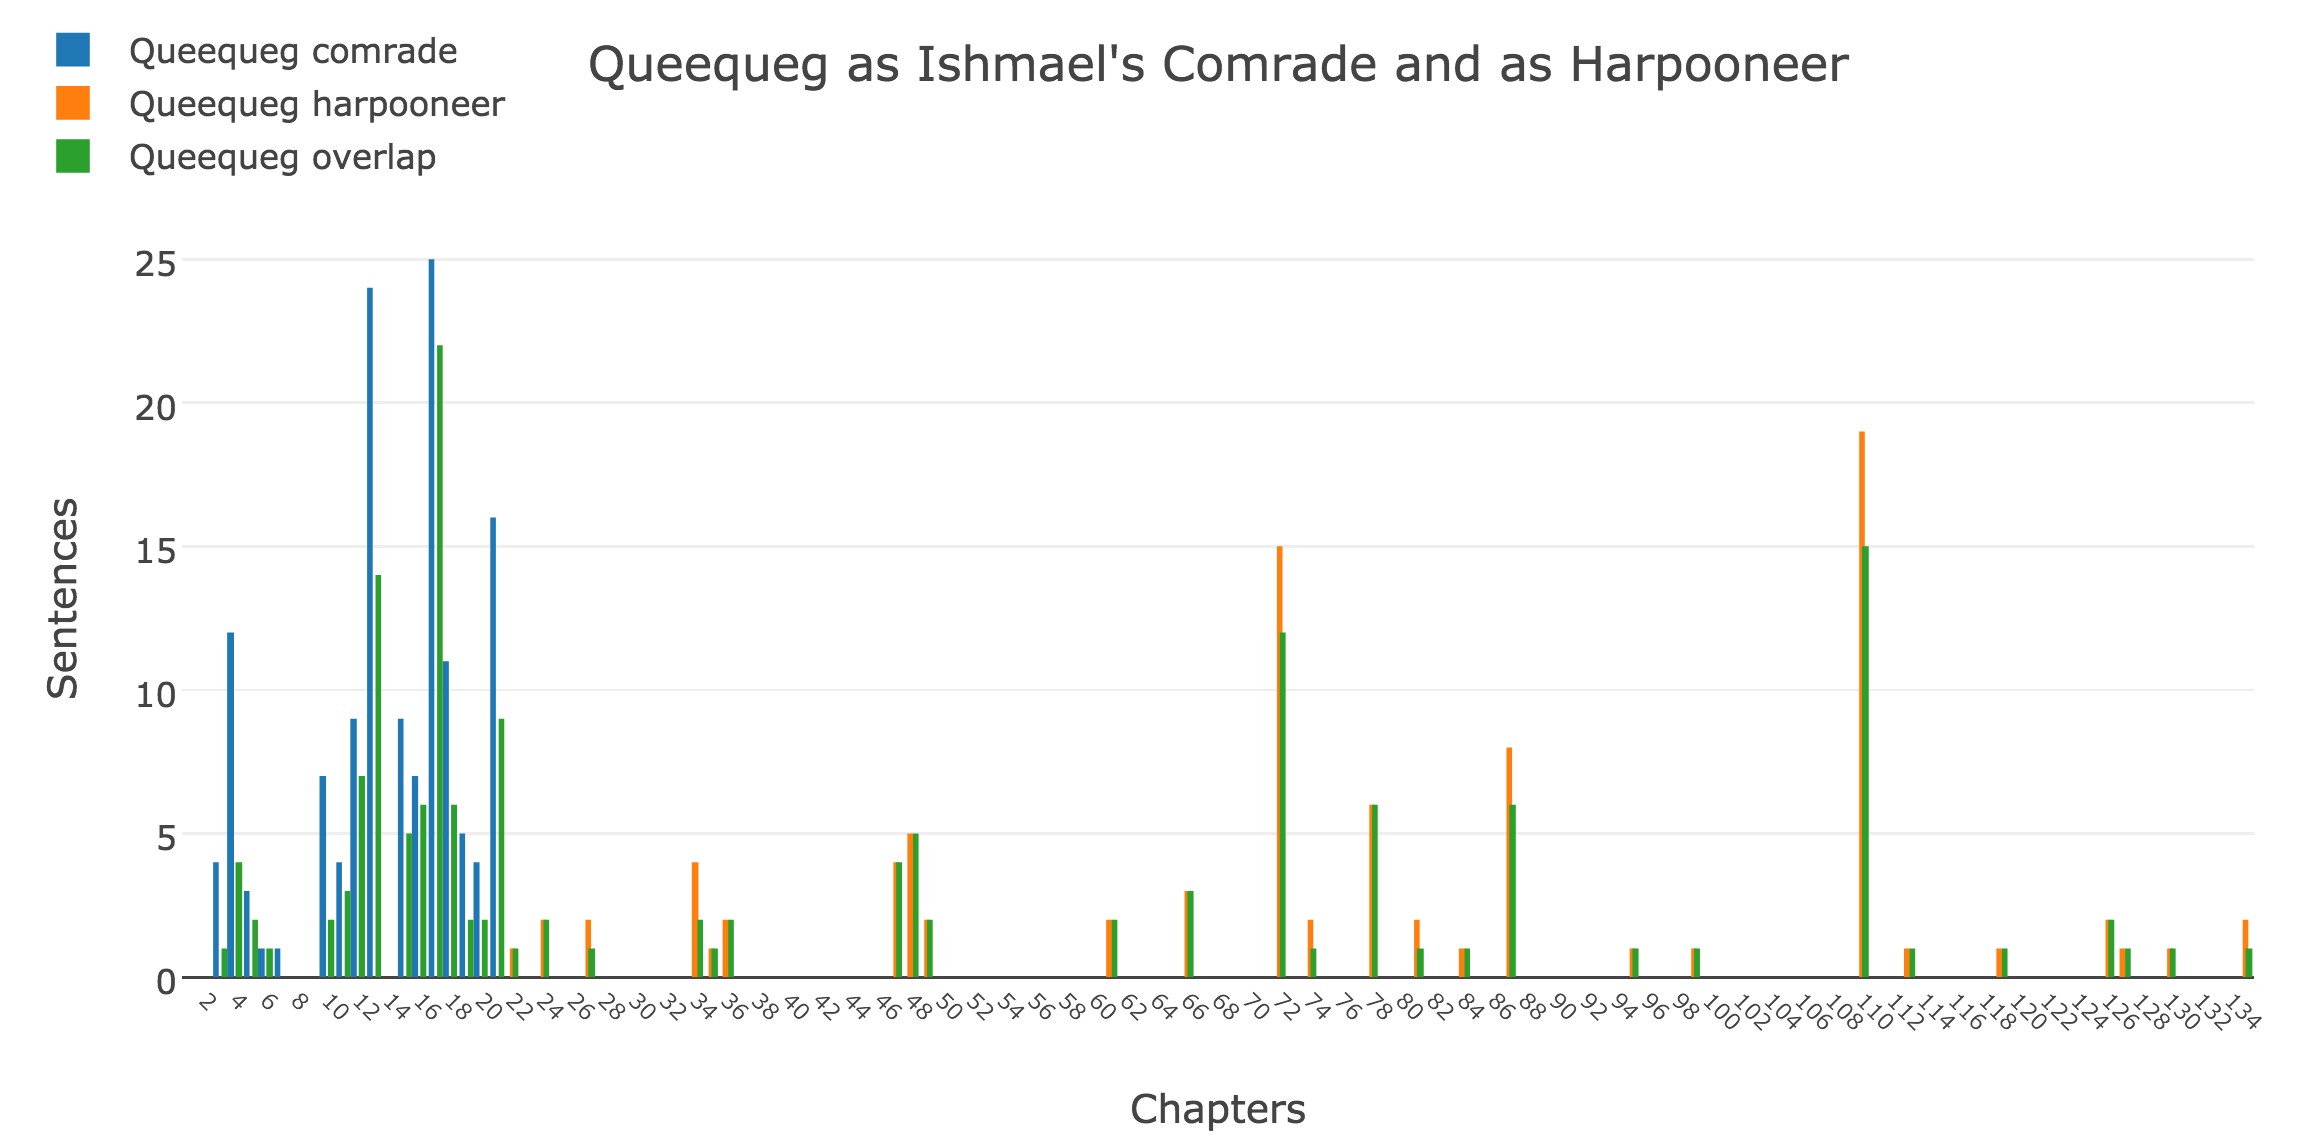 Queequeg comrade
Queequeg harpooneer
Queequeg overlap
Queequeg as Ishmael's Comrade and as Harpooneer
25
20
15
10
5
0
Sentences
2 4 6 8 10 12 14 16 18 20 22 24 26 28 30 32 34 36 38 40 42 44 46 48 50 52 54 56 58 60 62 64 66 68 70 72 74 76 78 80 82 84 86 88 90 92 94 96 98 100 102 104 106 108 110 112 114 116 118 120 122 124 126 128 130 132 134
Chapters